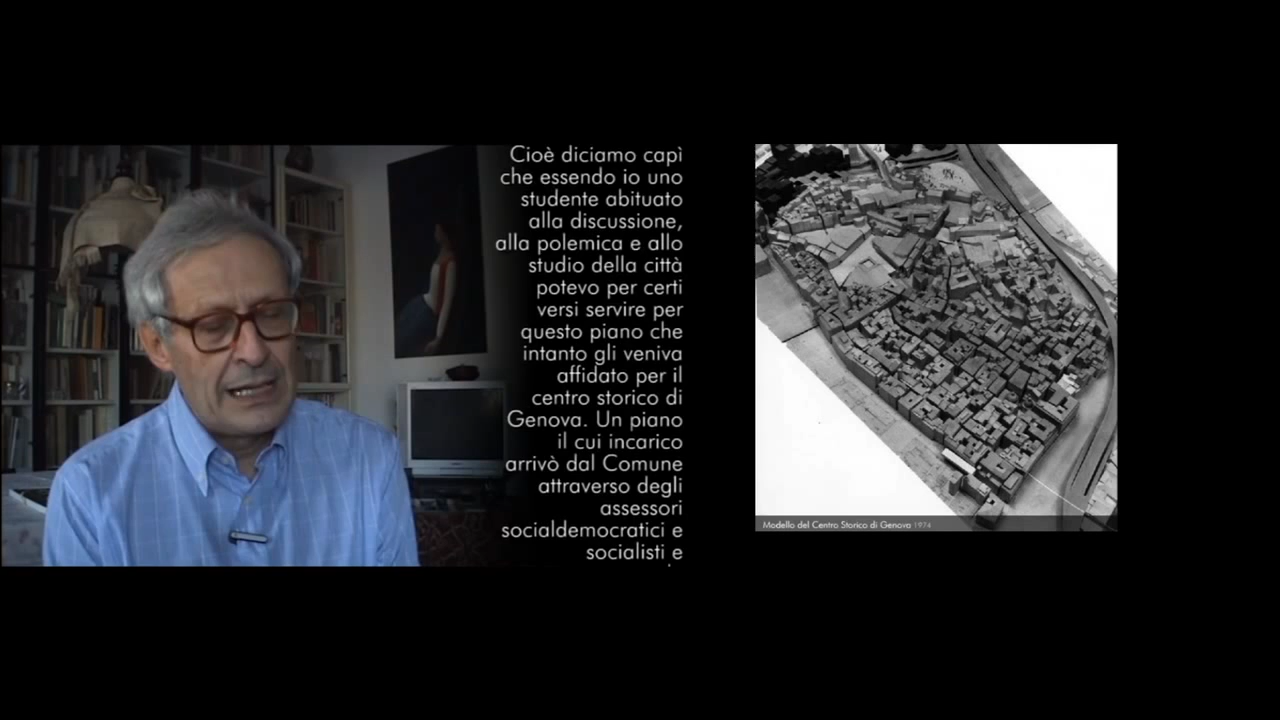 Cioè diciamo capì
che essendo io uno
studente abituato
alla discussione,
alla polemica e allo
studio della città
potevo per certi
versi servire per
questo piano che
intanto gli veniva
affidato per il
centro storico di
Genova. Un piano
il cui incarico
arrivò dal Comune
attraverso degli
assessori
socialdemocratici e
socialisti e
Modello del Centro Storico di Genova 1974